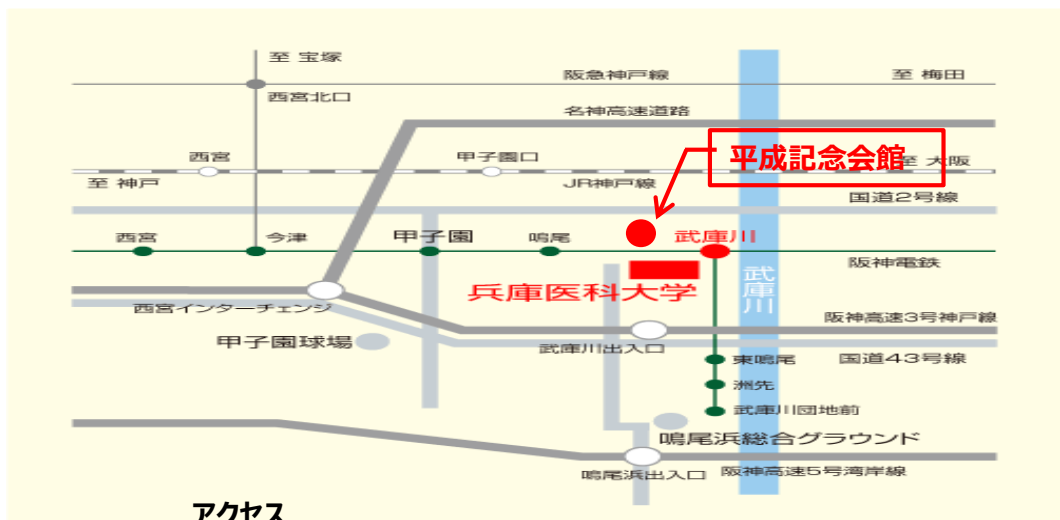 至 宝塚
阪急神戸線
至 梅田
西宮北口
名神高速道路
平成記念会館
西宮
甲子園口
至 大阪
至 神戸
JR神戸線
国道2号線
西宮
今津
甲子園
鳴尾
武庫川
阪神電鉄
武庫川
兵庫医科大学
西宮インターチェンジ
阪神高速3号神戸線
甲子園球場
武庫川出入口
東鳴尾
国道43号線
洲先
武庫川団地前
鳴尾浜総合グラウンド
鳴尾浜出入口
阪神高速5号湾岸線
アクセス